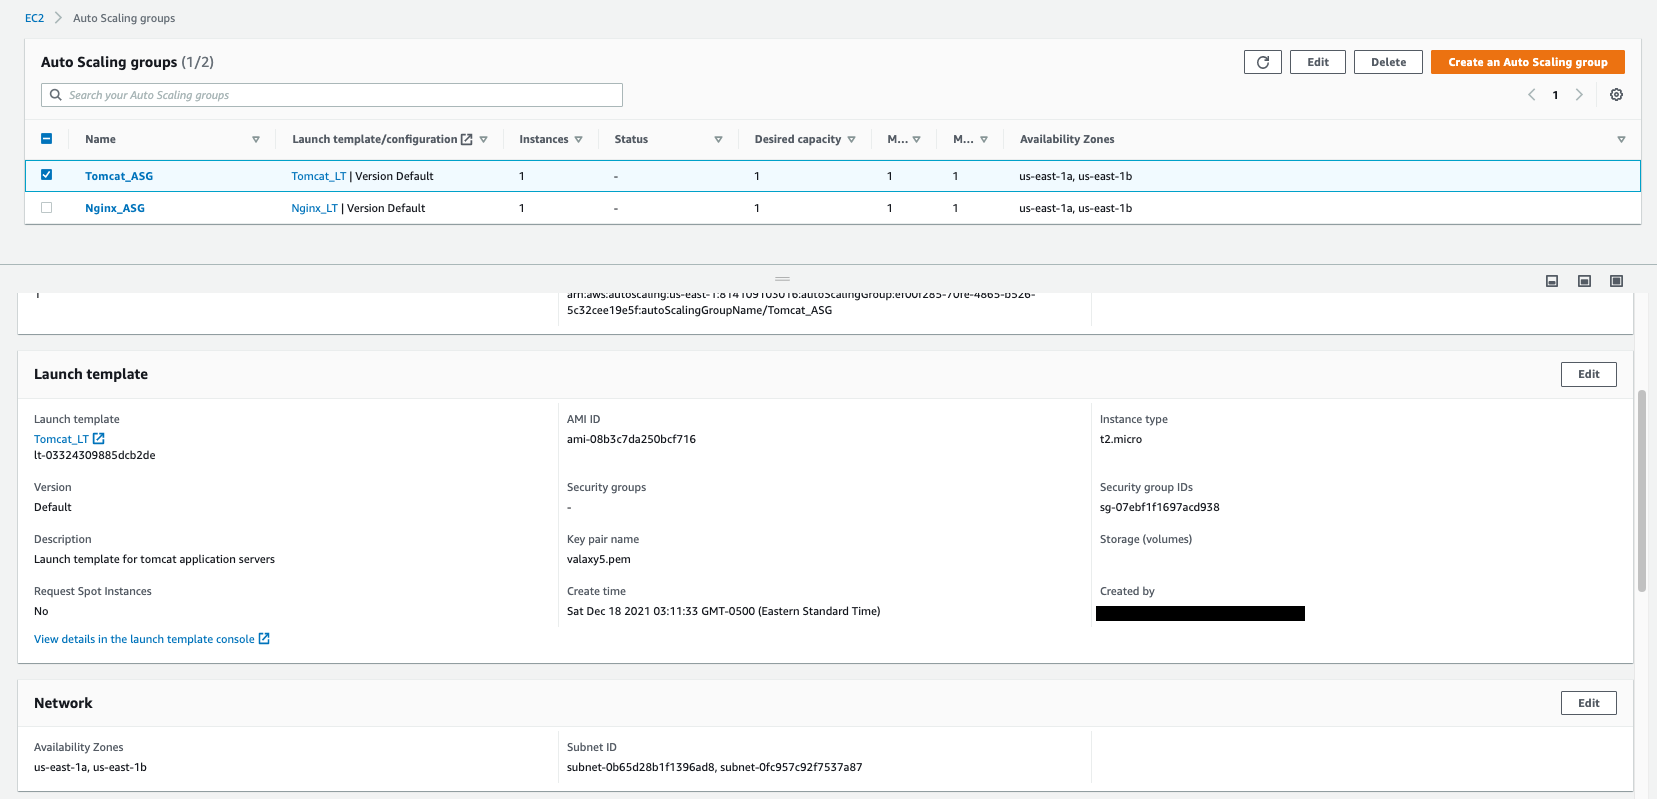 EC2 > Auto Scaling groups
Auto Scaling groups (1/2)
Edit
Delete
Create an Auto Scaling group
Search your Auto Scaling groups
1
Name Launch template/configuration Instances Status Desired capacity M... M... Availability Zones
Tomcat_ASG Tomcat_LT | Version Default 1 - 1 1 1 us-east-1a, us-east-1b
Nginx_ASG Nginx_LT | Version Default 1 - 1 1 1 us-east-1a, us-east-1b
1
arn:aws:autoscaling:us-east-1:814109103016:autoScalingGroup:ef00f285-70fe-4865-b526-
5c32cee19e5f:autoScalingGroupName/Tomcat_ASG
Launch template
Edit
Launch template
Tomcat_LT
lt-03324309885dcb2de
AMI ID
ami-08b3c7da250bcf716
Instance type
t2.micro
Version
Default
Security groups
-
Security group IDs
sg-07ebf1f1697acd938
Description
Launch template for tomcat application servers
Key pair name
valaxy5.pem
Storage (volumes)
Request Spot Instances
No
Create time
Sat Dec 18 2021 03:11:33 GMT-0500 (Eastern Standard Time)
Created by
View details in the launch template console
Network
Edit
Availability Zones
us-east-1a, us-east-1b
Subnet ID
subnet-0b65d28b1f1396ad8, subnet-0fc957c92f7537a87